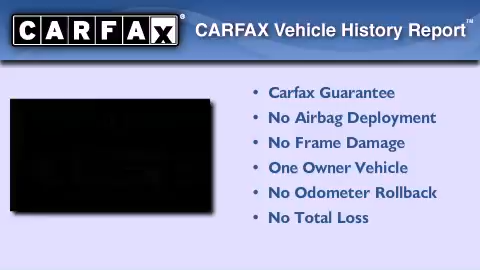 CARFAX® CARFAX Vehicle History Report™
• Carfax Guarantee
• No Airbag Deployment
• No Frame Damage
• One Owner Vehicle
• No Odometer Rollback
• No Total Loss